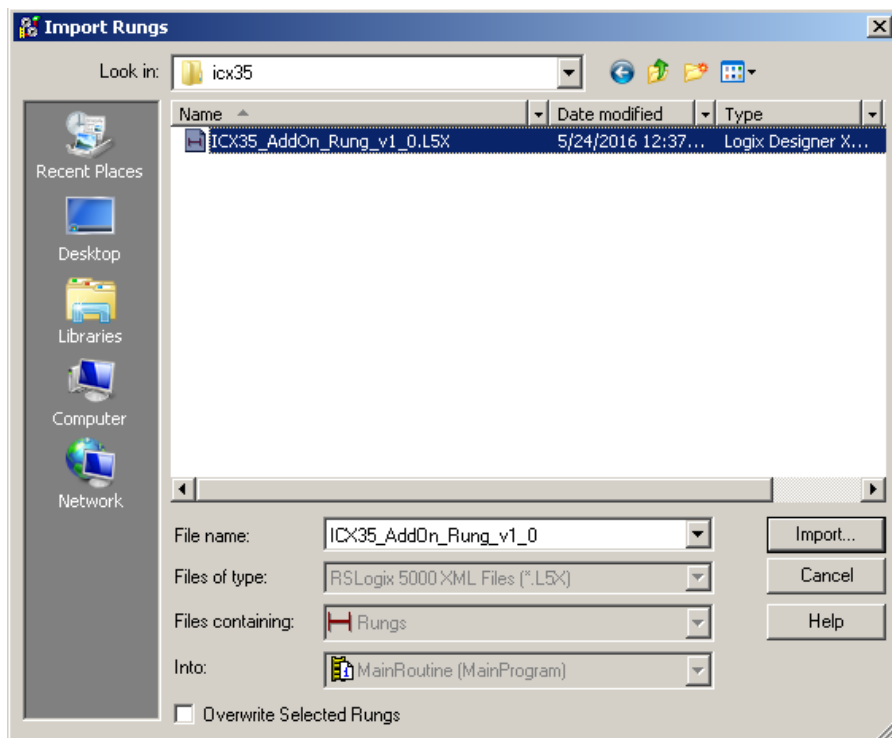 Import Rungs
Look in: icx35
Name Date modified Type
ICX35_AddOn_Rung_v1_0.L5X 5/24/2016 12:37... Logix Designer X...
Recent Places
Desktop
Libraries
Computer
Network
File name: ICX35_AddOn_Rung_v1_0 Import...
Files of type: RSLogix 5000 XML Files (*.L5X) Cancel
Files containing: Rungs Help
Into: MainRoutine (MainProgram)
Overwrite Selected Rungs